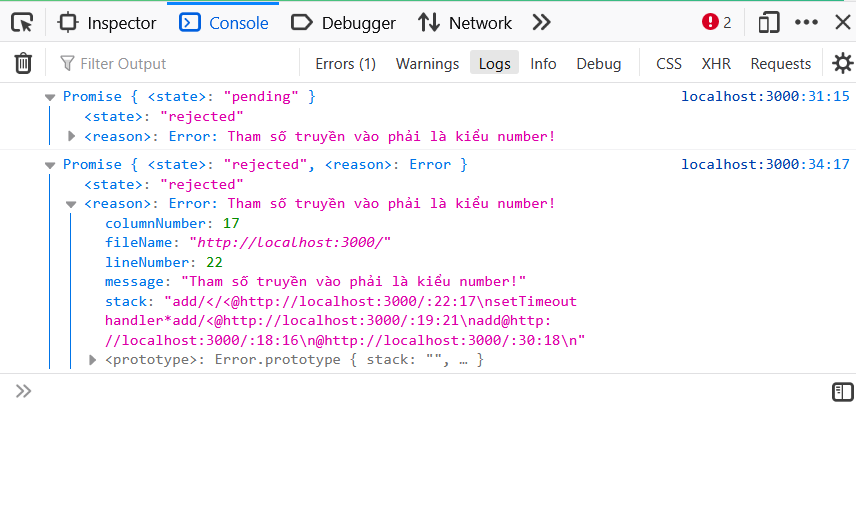 Inspector Console Debugger Network 2
Filter Output Errors (1) Warnings Logs Info Debug CSS XHR Requests
Promise { <state>: "pending" } localhost:3000:31:15
<state>: "rejected"
<reason>: Error: Tham số truyền vào phải là kiểu number!
Promise { <state>: "rejected", <reason>: Error } localhost:3000:34:17
<state>: "rejected"
<reason>: Error: Tham số truyền vào phải là kiểu number!
columnNumber: 17
fileName: "http://localhost:3000/"
lineNumber: 22
message: "Tham số truyền vào phải là kiểu number!"
stack: "add/</<@http://localhost:3000/:22:17\nsetTimeout
handler*add/<@http://localhost:3000/:19:21\nadd@http:
//localhost:3000/:18:16\n@http://localhost:3000/:30:18\n"
<prototype>: Error.prototype { stack: "", … }